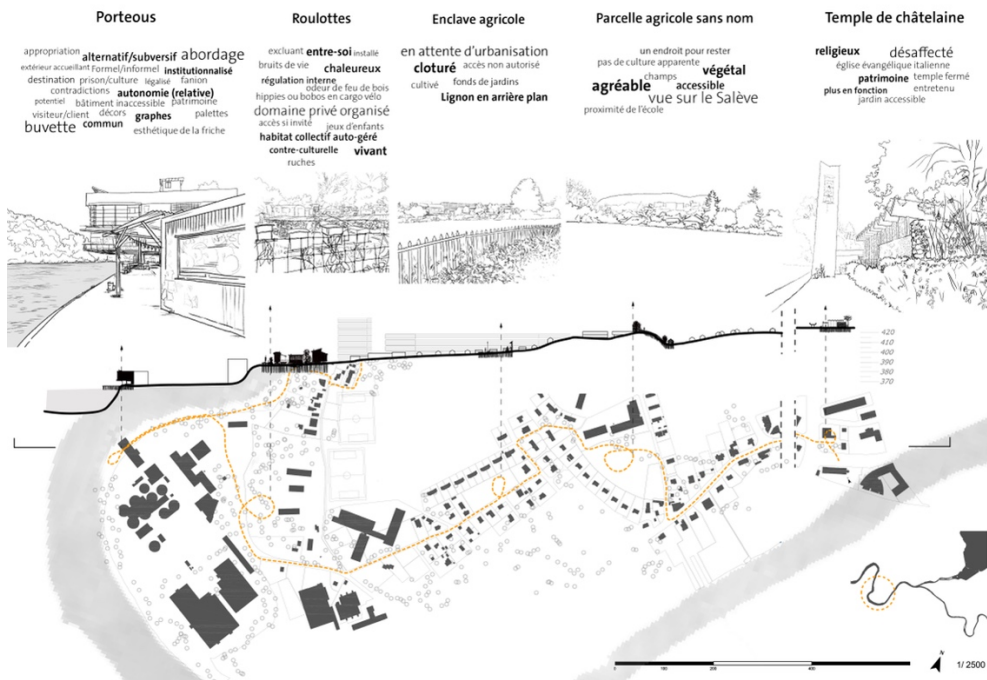 Porteous
appropriation alternatif/subversif abordage
extérieur accueillant Formel/informel institutionnalisé
destination prison/culture légalisé fanion
contradictions autonomie (relative)
potentiel bâtiment inaccessible patrimoine
visiteur/client décors graphes palettes
buvette commun esthétique de la friche
Roulottes
excluant entre-soi installé
bruits de vie chaleureux
régulation interne
odeur de feu de bois
hippies ou bobos en cargo vélo
domaine privé organisé
accès si invité jeux d'enfants
habitat collectif auto-géré
contre-culturelle vivant
ruches
Enclave agricole
en attente d'urbanisation
cloturé accès non autorisé
cultivé fonds de jardins
Lignon en arrière plan
Parcelle agricole sans nom
un endroit pour rester
pas de culture apparente végétal
champs
agréable accessible
vue sur le Salève
proximité de l'école
Temple de châtelaine
religieux désaffecté
église évangélique italienne
patrimoine temple fermé
plus en fonction entretenu
jardin accessible
420
410
400
390
380
370
N
0 100 200 400
1/ 2500